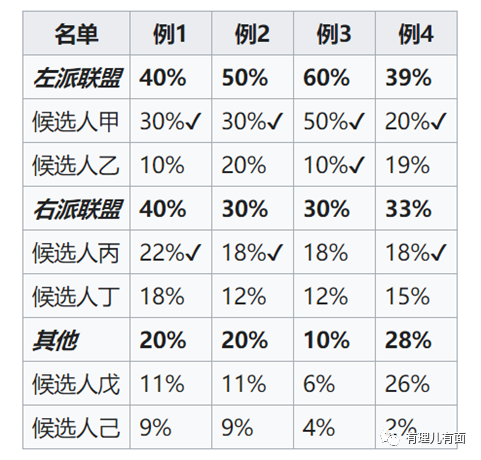 名单 例1 例2 例3 例4
左派联盟 40% 50% 60% 39%
候选人甲 30%✓ 30%✓ 50%✓ 20%✓
候选人乙 10% 20% 10%✓ 19%
右派联盟 40% 30% 30% 33%
候选人丙 22%✓ 18%✓ 18% 18%✓
候选人丁 18% 12% 12% 15%
其他 20% 20% 10% 28%
候选人戊 11% 11% 6% 26%
候选人己 9% 9% 4% 2%
有理儿有面